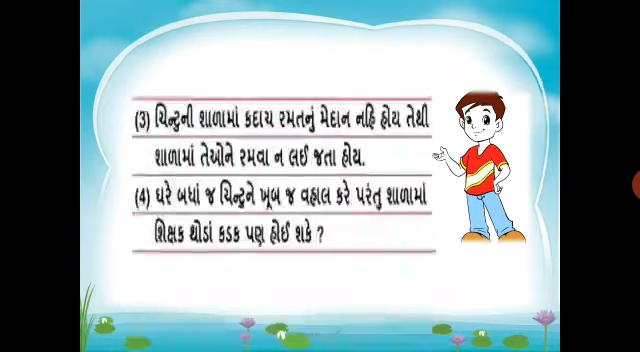 (3) ચિન્ટુની શાળામાં કદાચ રમતનું મેદાન નહિ હોય તેથી
શાળામાં તેઓને રમવા ન લઈ જતા હોય.
(4) ઘરે બધાં જ ચિન્ટુને ખૂબ જ વહાલ કરે પરંતુ શાળામાં
શિક્ષક થોડાં કડક પણ હોઈ શકે ?